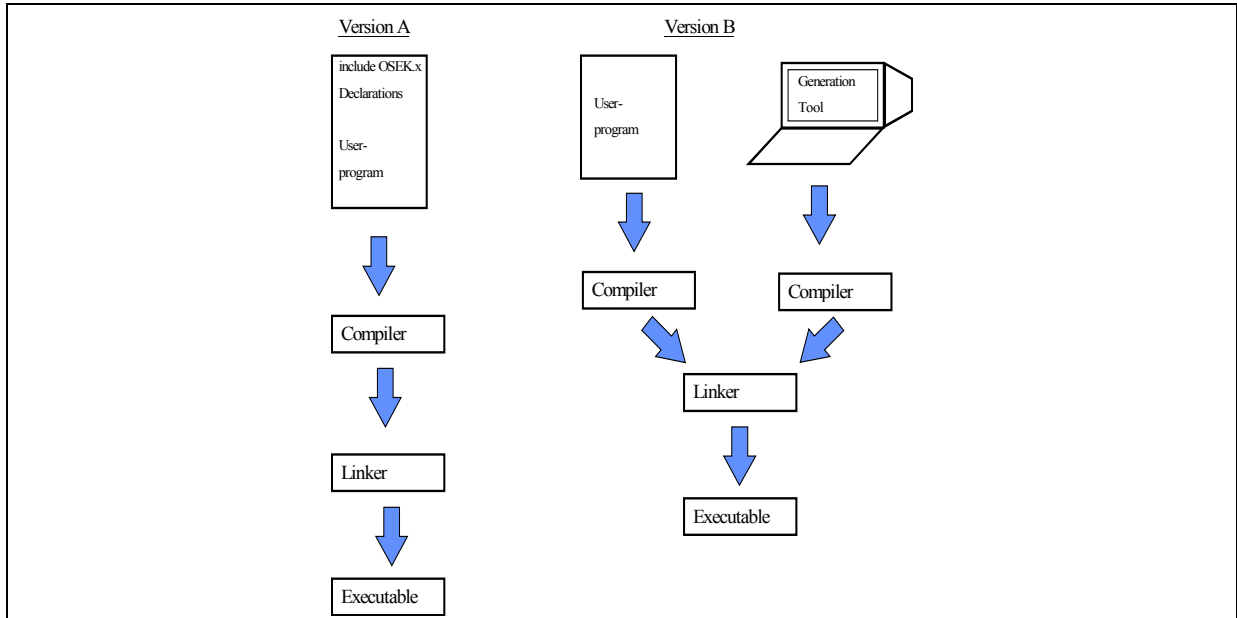 Version A
include OSEK.x
Declarations
User-
program
Compiler
Linker
Executable
Version B
User-
program
Generation
Tool
Compiler
Compiler
Linker
Executable